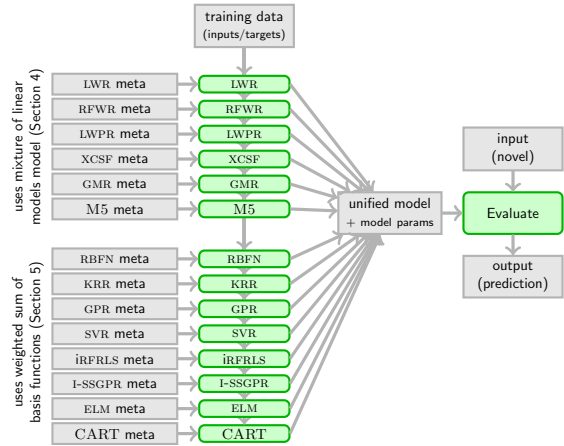 training data
(inputs/targets)
uses mixture of linear
models model (Section 4)
LWR meta
LWR
RFWR meta
RFWR
LWPR meta
LWPR
XCSF meta
XCSF
GMR meta
GMR
M5 meta
M5
uses weighted sum of
basis functions (Section 5)
RBFN meta
RBFN
KRR meta
KRR
GPR meta
GPR
SVR meta
SVR
iRFRLS meta
iRFRLS
I-SSGPR meta
I-SSGPR
ELM meta
ELM
CART meta
CART
unified model
+ model params
input
(novel)
Evaluate
output
(prediction)